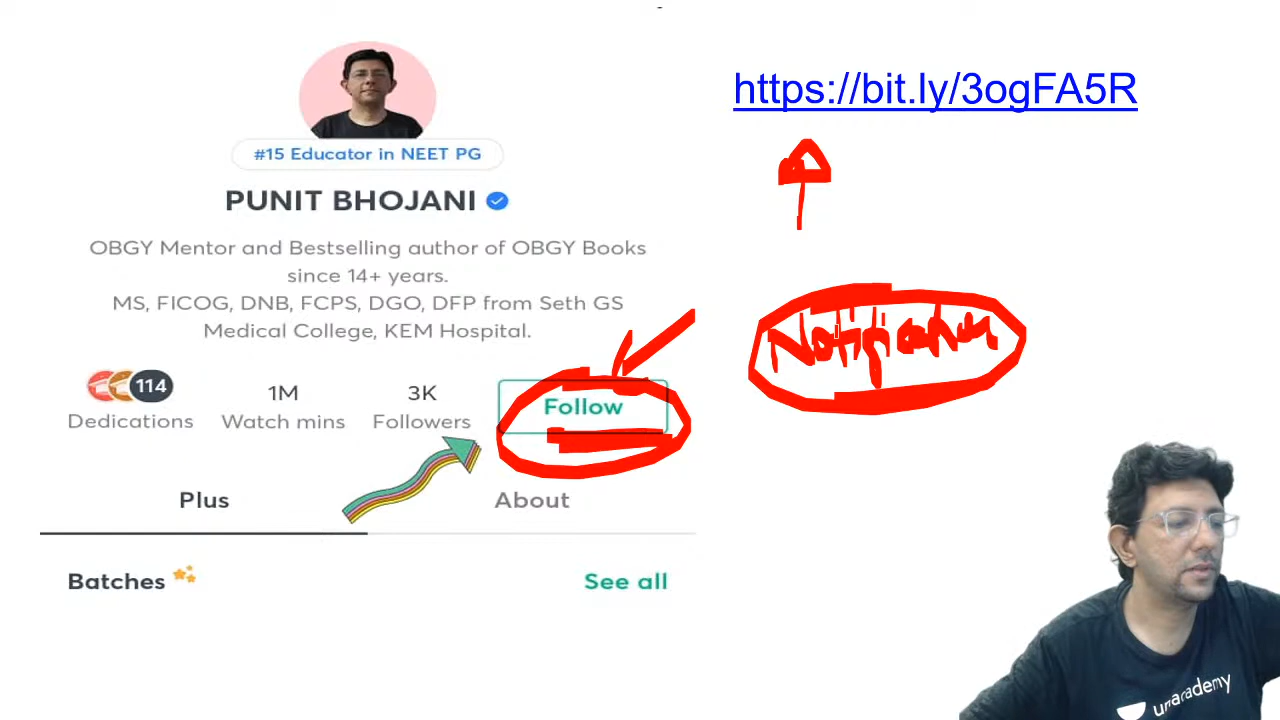 #15 Educator in NEET PG
PUNIT BHOJANI
OBGY Mentor and Bestselling author of OBGY Books
since 14+ years.
MS, FICOG, DNB, FCPS, DGO, DFP from Seth GS
Medical College, KEM Hospital.
114
Dedications
1M
Watch mins
3K
Followers
Follow
Plus
About
Batches
See all
https://bit.ly/3ogFA5R
unacademy